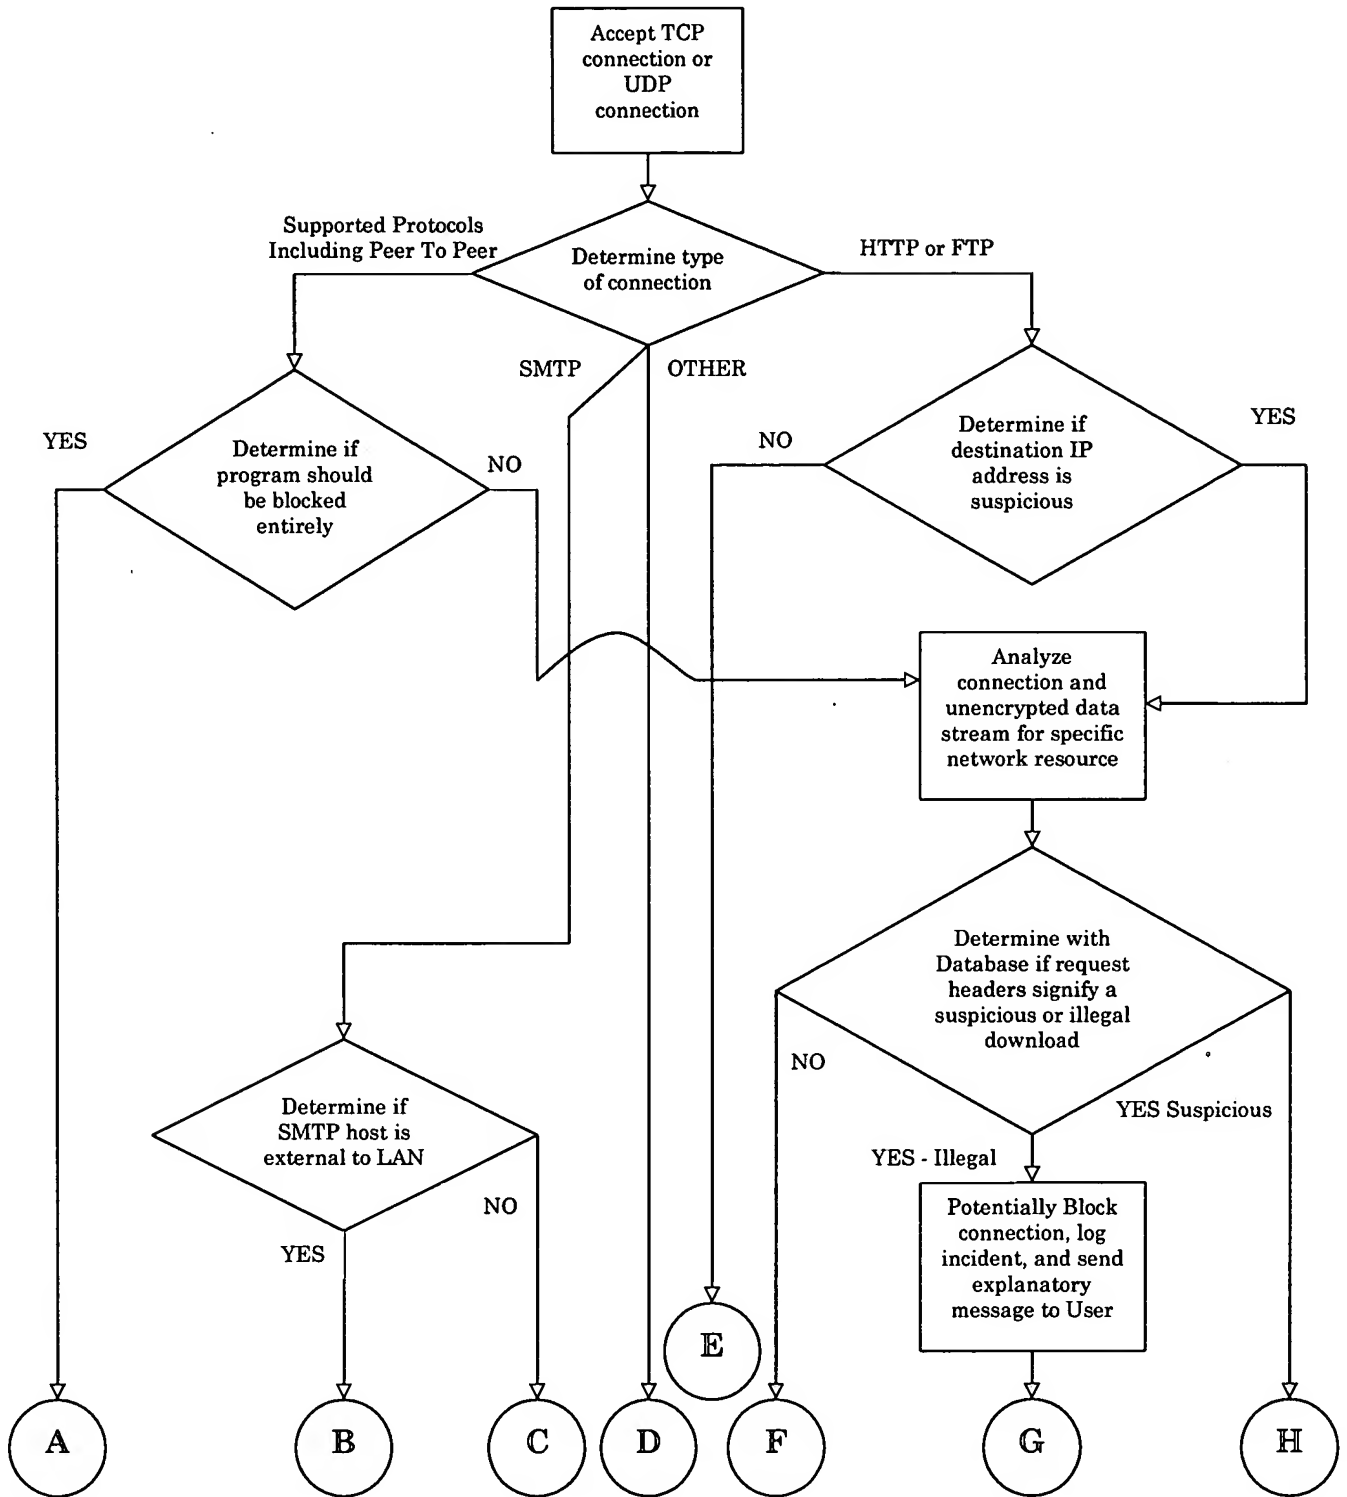 Accept TCP
connection or
UDP
connection
Supported Protocols
Including Peer To Peer
Determine type
of connection
HTTP or FTP
SMTP
OTHER
YES
Determine if
program should
be blocked
entirely
NO
NO
Determine if
destination IP
address is
suspicious
YES
Analyze
connection and
unencrypted data
stream for specific
network resource
Determine with
Database if request
headers signify a
suspicious or illegal
download
NO
YES Suspicious
YES - Illegal
Determine if
SMTP host is
external to LAN
NO
YES
Potentially Block
connection, log
incident, and send
explanatory
message to User
E
A
B
C
D
F
G
H